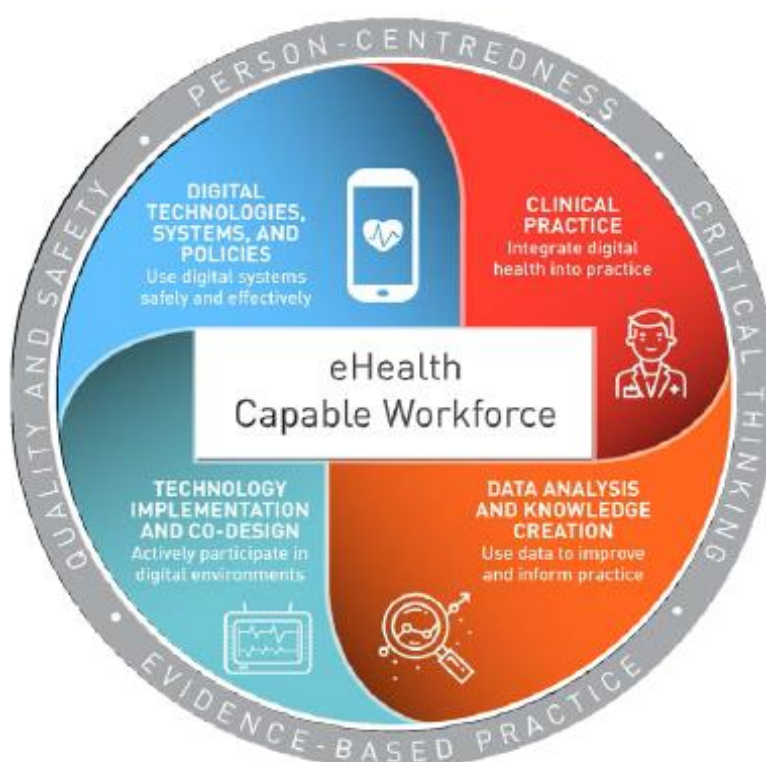 PERSON-CENTREDNESS
CRITICAL THINKING
EVIDENCE-BASED PRACTICE
QUALITY AND SAFETY
DIGITAL
TECHNOLOGIES,
SYSTEMS, AND
POLICIES
Use digital systems
safely and effectively
CLINICAL
PRACTICE
Integrate digital
health into practice
eHealth
Capable Workforce
TECHNOLOGY
IMPLEMENTATION
AND CO-DESIGN
Actively participate in
digital environments
DATA ANALYSIS
AND KNOWLEDGE
CREATION
Use data to improve
and inform practice